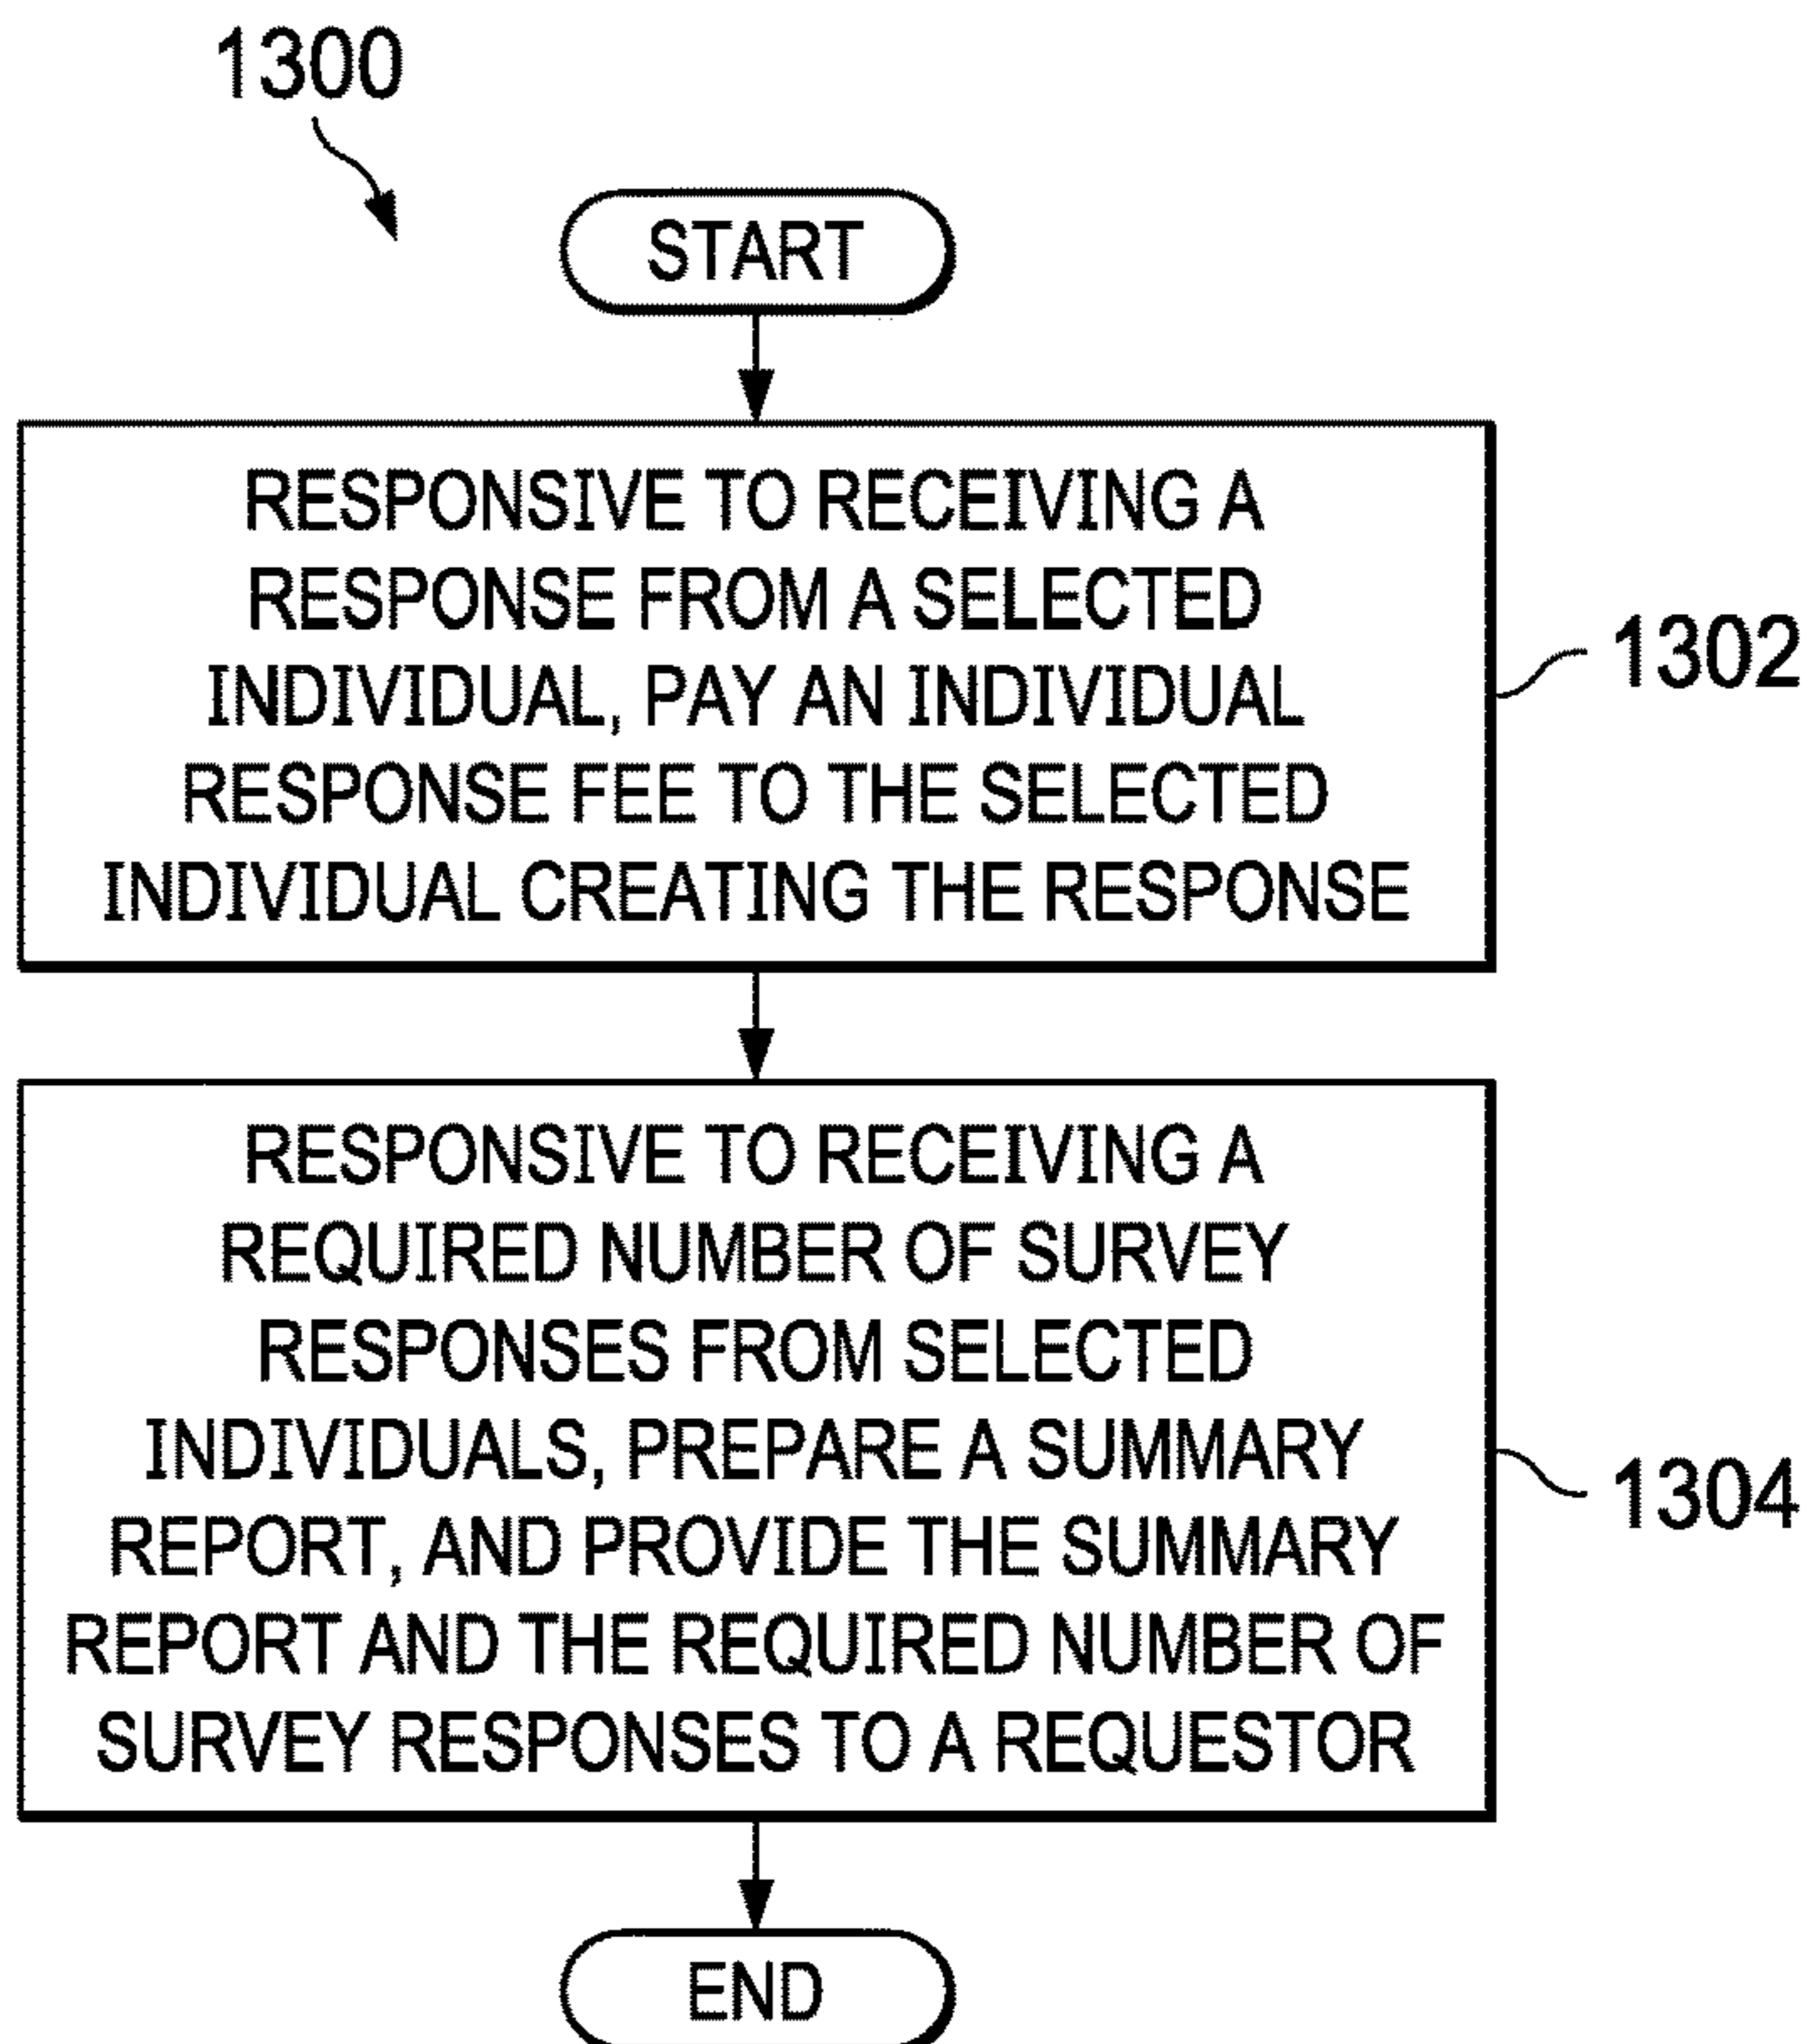 1300
START
RESPONSIVE TO RECEIVING A
RESPONSE FROM A SELECTED
INDIVIDUAL, PAY AN INDIVIDUAL
RESPONSE FEE TO THE SELECTED
INDIVIDUAL CREATING THE RESPONSE
1302
RESPONSIVE TO RECEIVING A
REQUIRED NUMBER OF SURVEY
RESPONSES FROM SELECTED
INDIVIDUALS, PREPARE A SUMMARY
REPORT, AND PROVIDE THE SUMMARY
REPORT AND THE REQUIRED NUMBER OF
SURVEY RESPONSES TO A REQUESTOR
1304
END